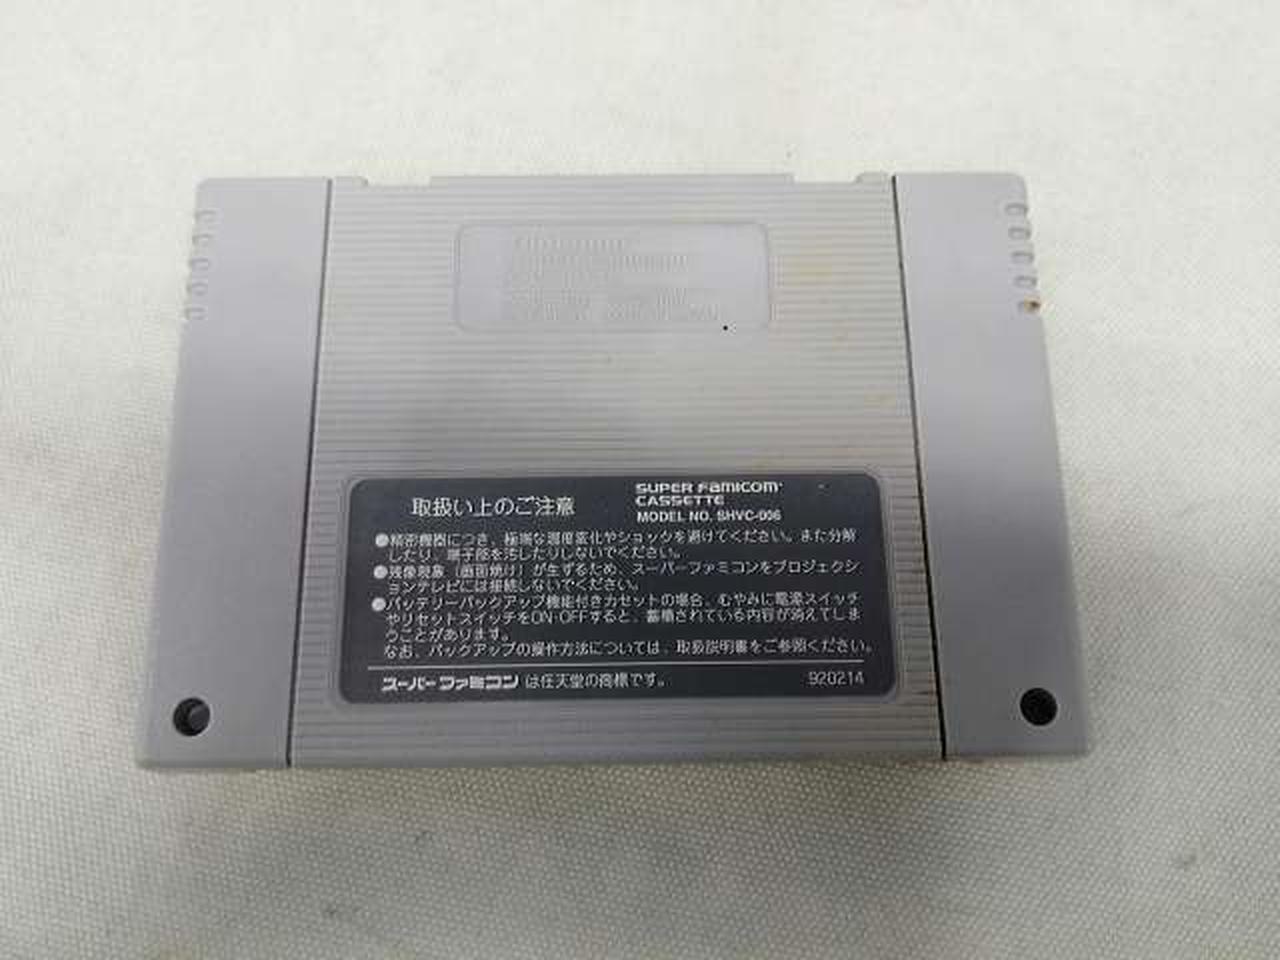 取扱い上のご注意
SUPER FAMICOM
CASSETTE
MODEL NO. SHVC-006
●精密機器につき、極端な温度変化やショックを避けてください。また分解
したり、端子部を汚したりしないでください。
●残像現象（画面焼け）が生ずるため、スーパーファミコンをプロジェクシ
ョンテレビには接続しないでください。
●バッテリーバックアップ機能付きカセットの場合、むやみに電源スイッチ
やリセットスイッチをON・OFFすると、蓄積されている内容が消えてしま
うことがあります。
なお、バックアップの操作方法については、取扱説明書をご参照ください。
スーパーファミコンは任天堂の商標です。
920214